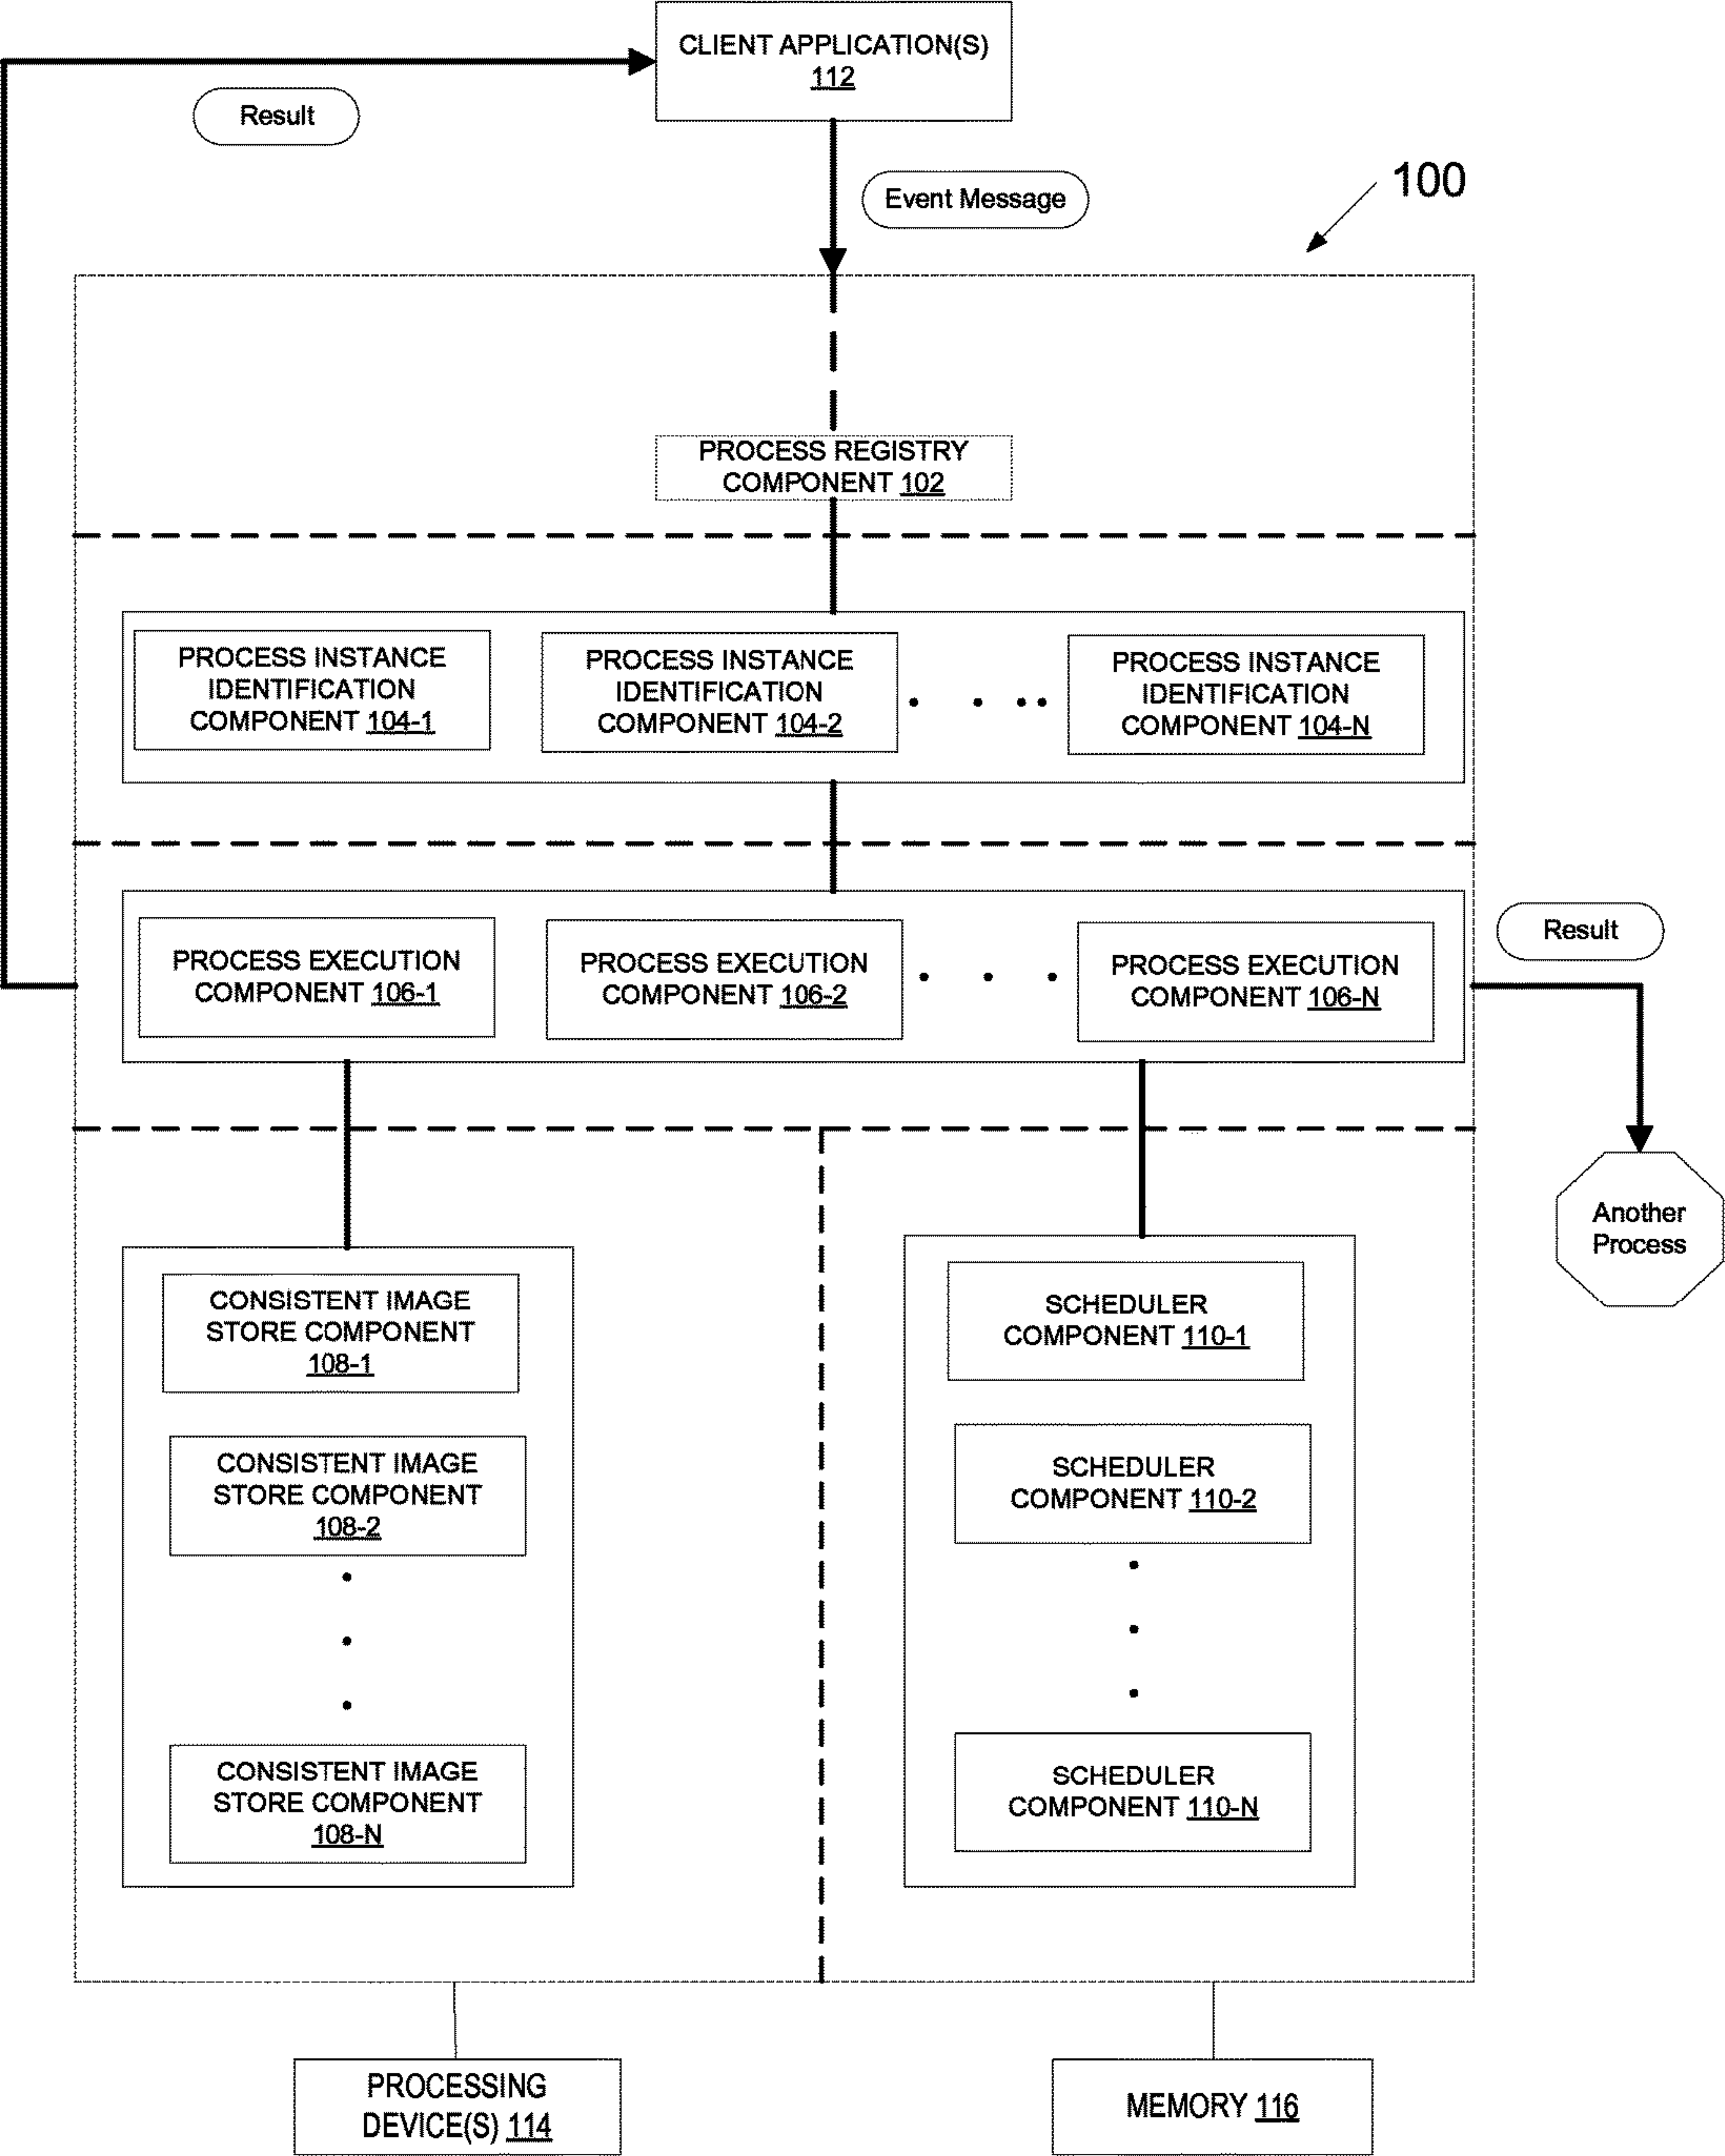 CLIENT APPLICATION(S)
112
Result
Event Message
100
PROCESS REGISTRY
COMPONENT 102
PROCESS INSTANCE
IDENTIFICATION
COMPONENT 104-1
PROCESS INSTANCE
IDENTIFICATION
COMPONENT 104-2
PROCESS INSTANCE
IDENTIFICATION
COMPONENT 104-N
PROCESS EXECUTION
COMPONENT 106-1
PROCESS EXECUTION
COMPONENT 106-2
PROCESS EXECUTION
COMPONENT 106-N
Result
Another
Process
CONSISTENT IMAGE
STORE COMPONENT
108-1
CONSISTENT IMAGE
STORE COMPONENT
108-2
CONSISTENT IMAGE
STORE COMPONENT
108-N
SCHEDULER
COMPONENT 110-1
SCHEDULER
COMPONENT 110-2
SCHEDULER
COMPONENT 110-N
PROCESSING
DEVICE(S) 114
MEMORY 116